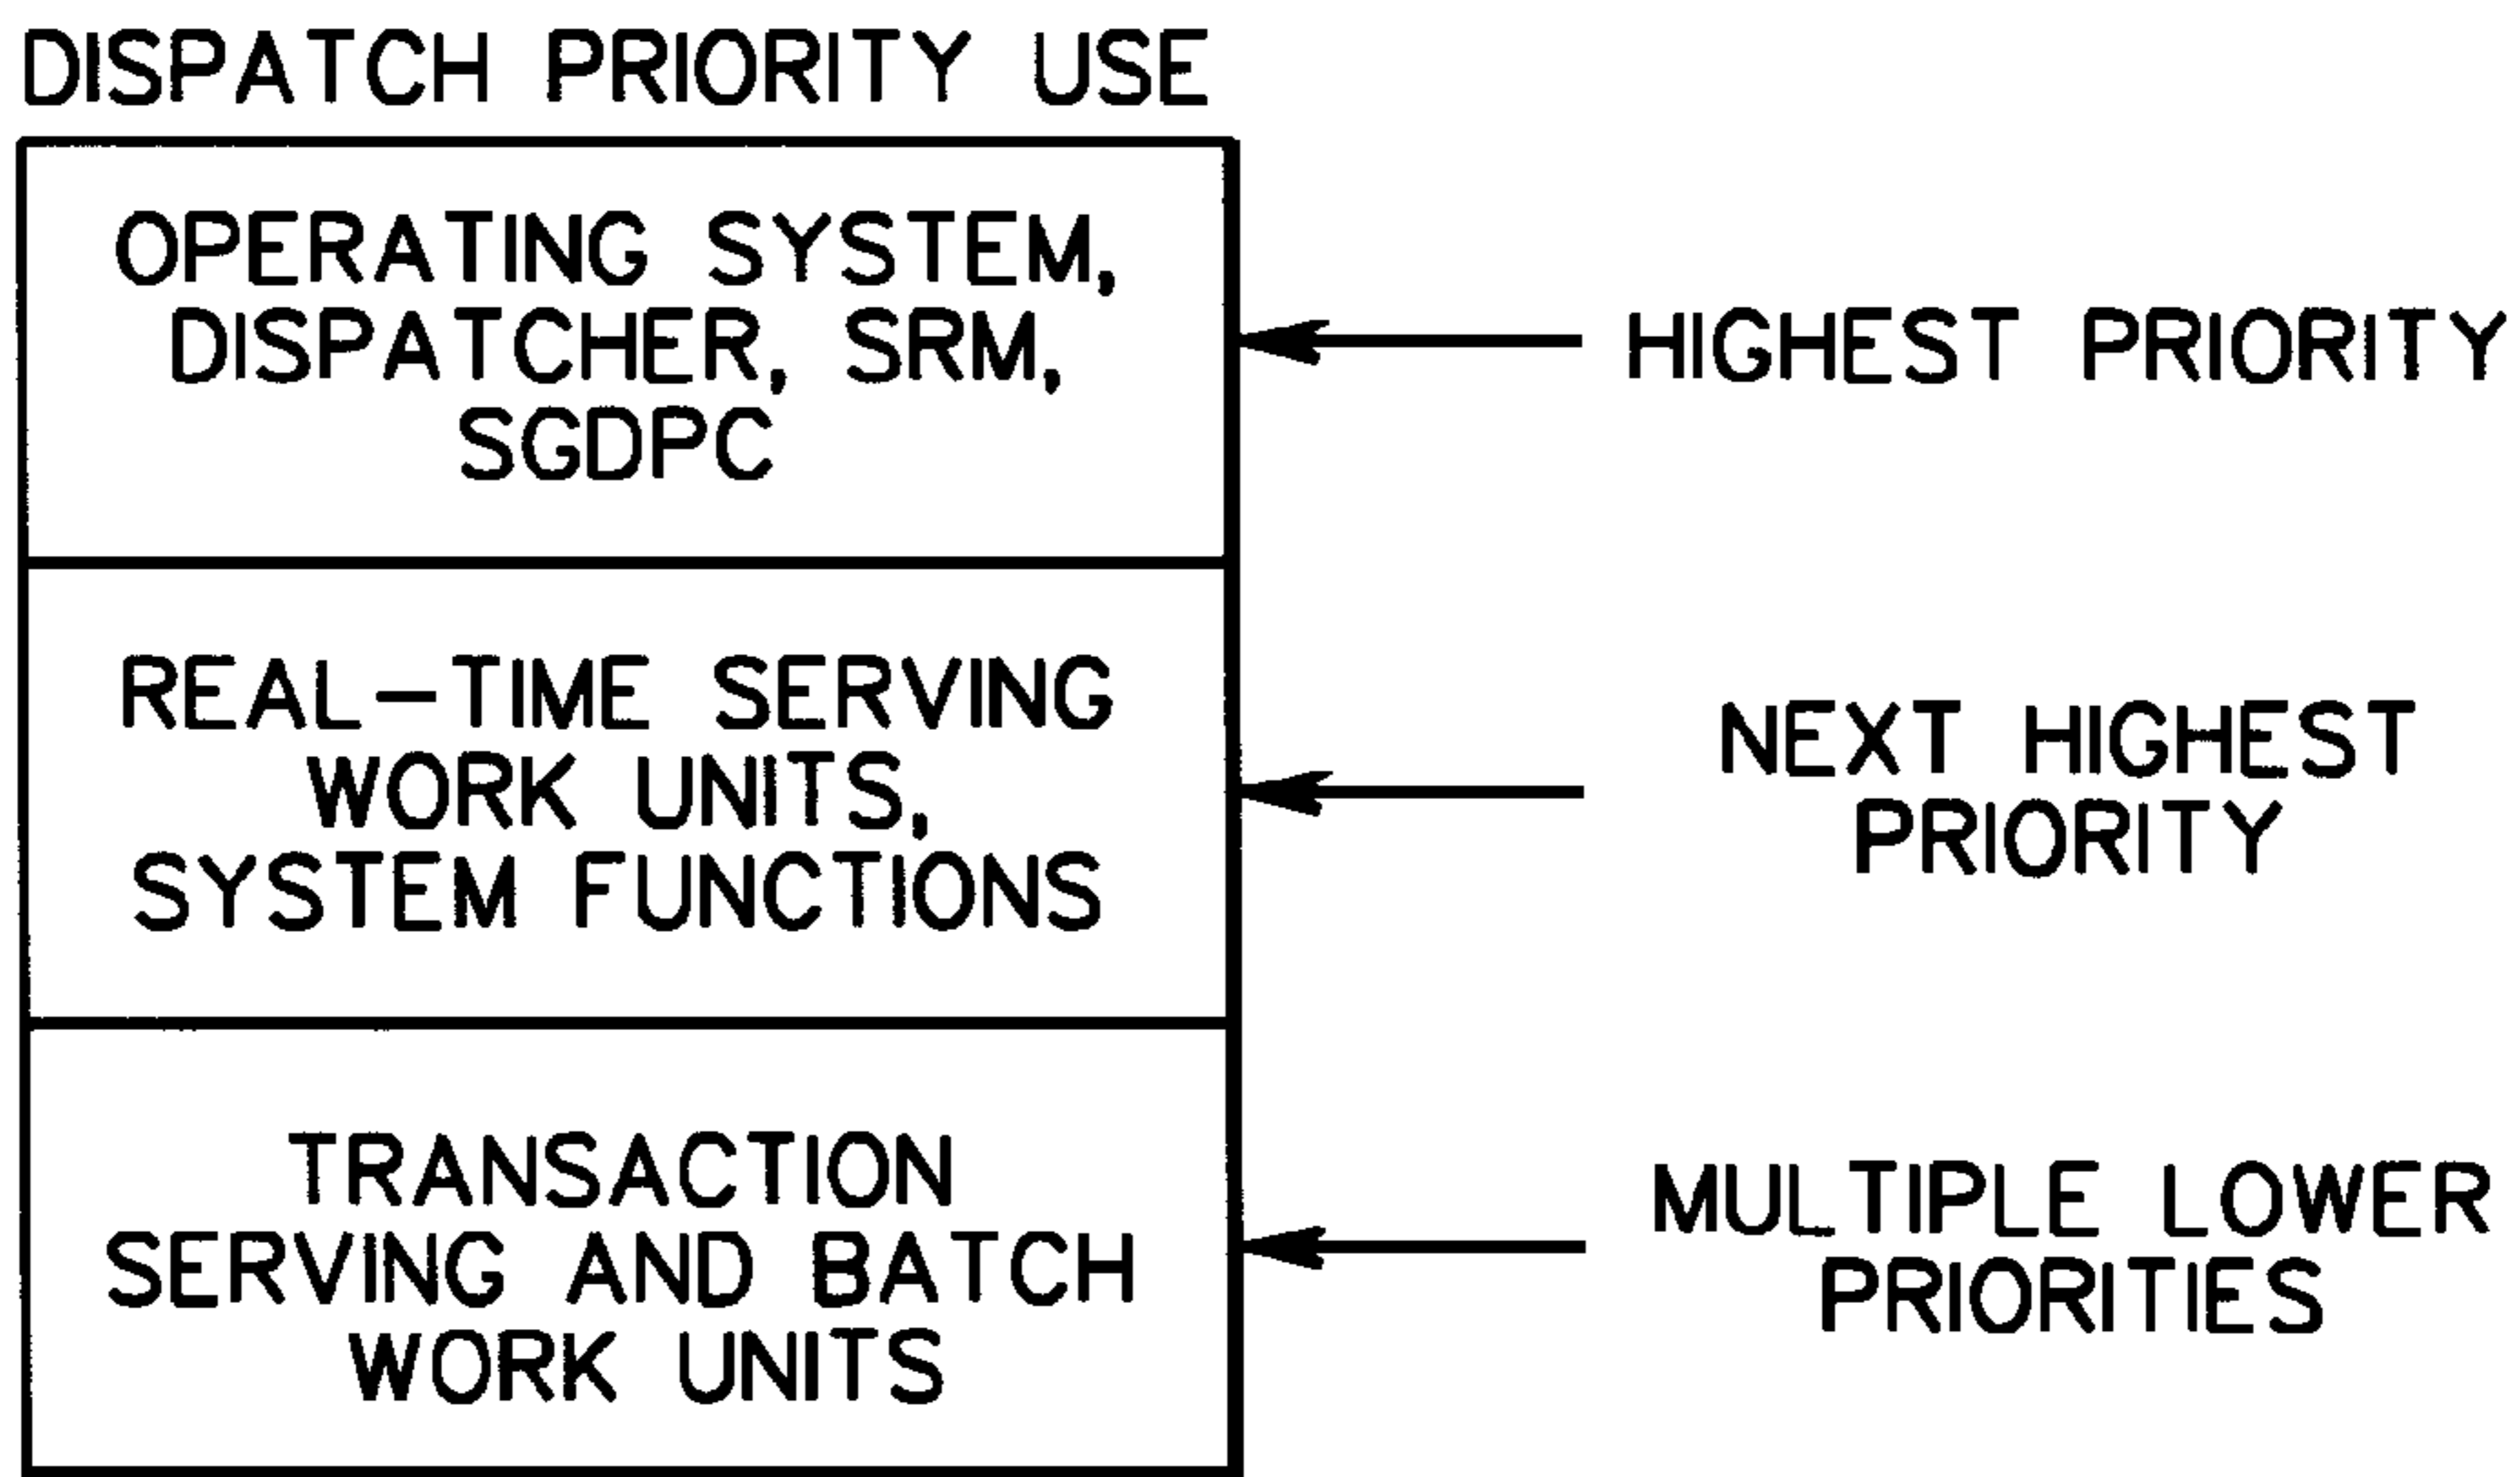 DISPATCH PRIORITY USE
OPERATING SYSTEM,
DISPATCHER, SRM,
SGDPC
HIGHEST PRIORITY
REAL-TIME SERVING
WORK UNITS,
SYSTEM FUNCTIONS
NEXT HIGHEST
PRIORITY
TRANSACTION
SERVING AND BATCH
WORK UNITS
MULTIPLE LOWER
PRIORITIES